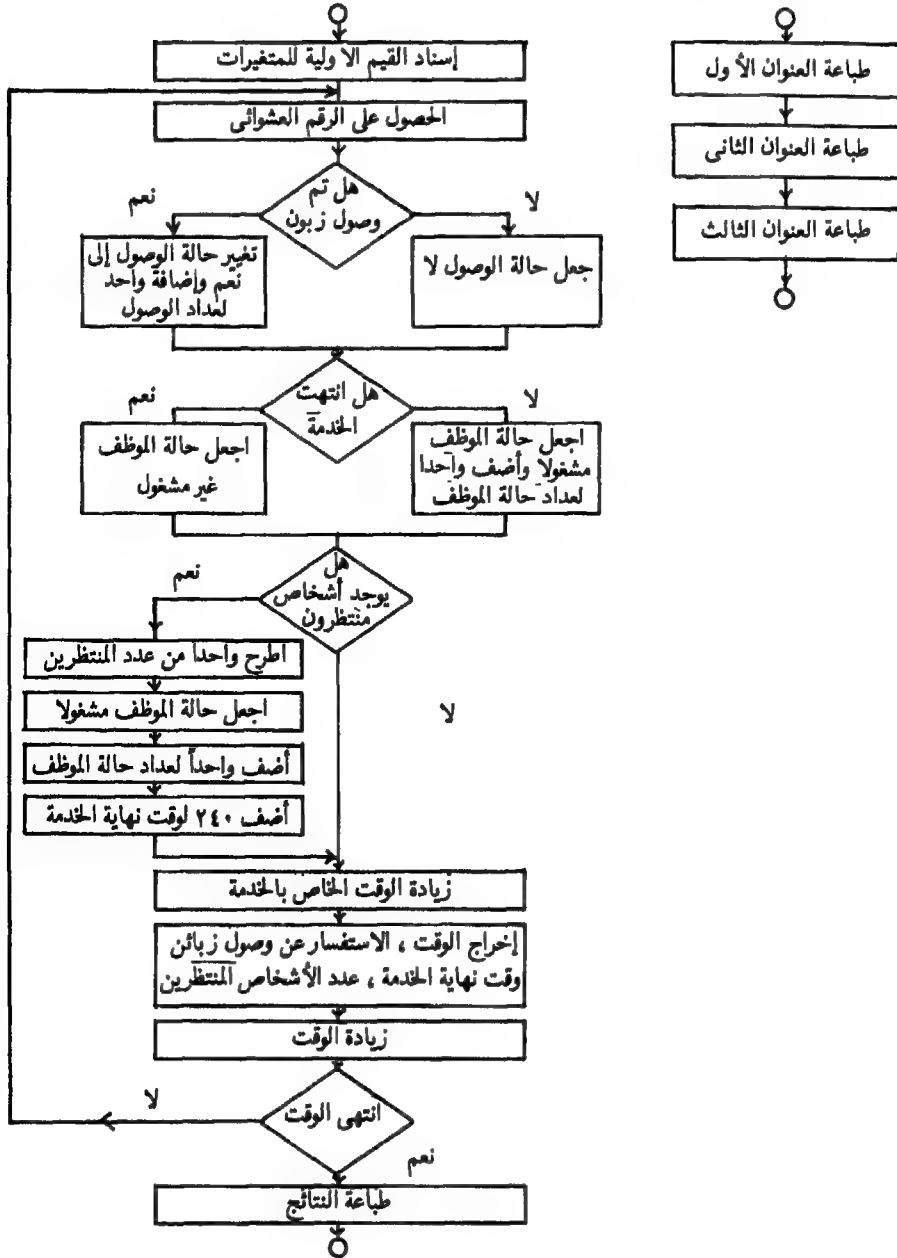 إسناد القيم الاولية للمتغيرات
الحصول على الرقم العشوائى
هل تم
وصول زبون
نعم
لا
تغيير حالة الوصول إلى
نعم وإضافة واحد
لعداد الوصول
جعل حالة الوصول لا
هل انتهت
الخدمة
نعم
لا
اجعل حالة الموظف
غير مشغول
اجعل حالة الموظف
مشغولا وأضف واحدا
لعداد حالة الموظف
هل
يوجد أشخاص
منتظرون
نعم
لا
اطرح واحدا من عدد المنتظرين
اجعل حالة الموظف مشغولا
أضف واحداً لعداد حالة الموظف
أضف ٢٤٠ لوقت نهاية الخدمة
زيادة الوقت الخاص بالخدمة
إخراج الوقت ، الاستفسار عن وصول زبائن
وقت نهاية الخدمة ، عدد الأشخاص المنتظرين
زيادة الوقت
انتهى الوقت
لا
نعم
طباعة النتائج
طباعة العنوان الأول
طباعة العنوان الثانى
طباعة العنوان الثالث